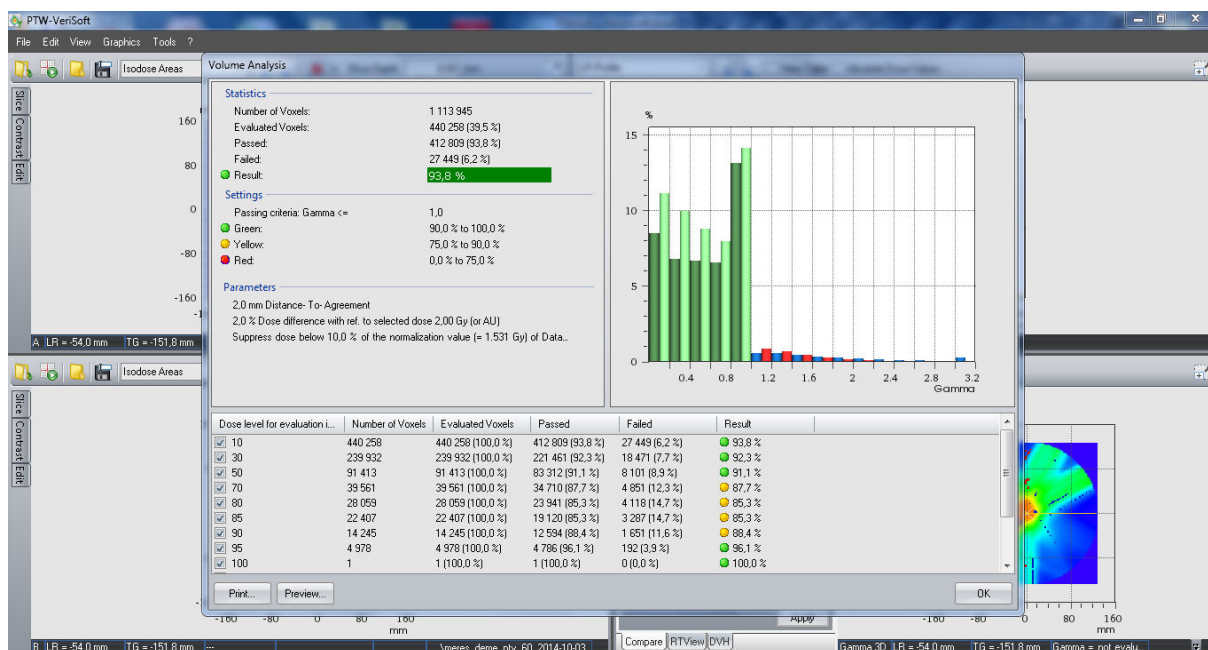 PTW-VeriSoft
File Edit View Graphics Tools ?
Isodose Areas
Volume Analysis
Slice Contrast Edit
160
80
0
-80
-160
A LR = -54,0 mm TG = -151,8 mm
Statistics
Number of Voxels: 1 113 945
Evaluated Voxels: 440 258 (39,5 %)
Passed: 412 809 (93,8 %)
Failed: 27 449 (6,2 %)
Result: 93,8 %
Settings
Passing criteria: Gamma <= 1,0
Green: 90,0 % to 100,0 %
Yellow: 75,0 % to 90,0 %
Red: 0,0 % to 75,0 %
Parameters
2,0 mm Distance- To- Agreement
2,0 % Dose difference with ref. to selected dose 2,00 Gy (or AU)
Suppress dose below 10,0 % of the normalization value (= 1.531 Gy) of Data...
%
15
10
5
0
0.4 0.8 1.2 1.6 2 2.4 2.8 3.2
Gamma
Isodose Areas
Slice Contrast Edit
Dose level for evaluation i... Number of Voxels Evaluated Voxels Passed Failed Result
10 440 258 440 258 (100,0 %) 412 809 (93,8 %) 27 449 (6,2 %) 93,8 %
30 239 932 239 932 (100,0 %) 221 461 (92,3 %) 18 471 (7,7 %) 92,3 %
50 91 413 91 413 (100,0 %) 83 312 (91,1 %) 8 101 (8,9 %) 91,1 %
70 39 561 39 561 (100,0 %) 34 710 (87,7 %) 4 851 (12,3 %) 87,7 %
80 28 059 28 059 (100,0 %) 23 941 (85,3 %) 4 118 (14,7 %) 85,3 %
85 22 407 22 407 (100,0 %) 19 120 (85,3 %) 3 287 (14,7 %) 85,3 %
90 14 245 14 245 (100,0 %) 12 594 (88,4 %) 1 651 (11,6 %) 88,4 %
95 4 978 4 978 (100,0 %) 4 786 (96,1 %) 192 (3,9 %) 96,1 %
100 1 1 (100,0 %) 1 (100,0 %) 0 (0,0 %) 100,0 %
Print... Preview... OK
-160 -80 0 80 160
mm
Apply
-160 -80 0 80 160
mm
Compare RTView DVH
B LR = -54,0 mm TG = -151,8 mm ---
Gamma 3D LR = -54,0 mm TG = -151,8 mm Gamma = not evalu...